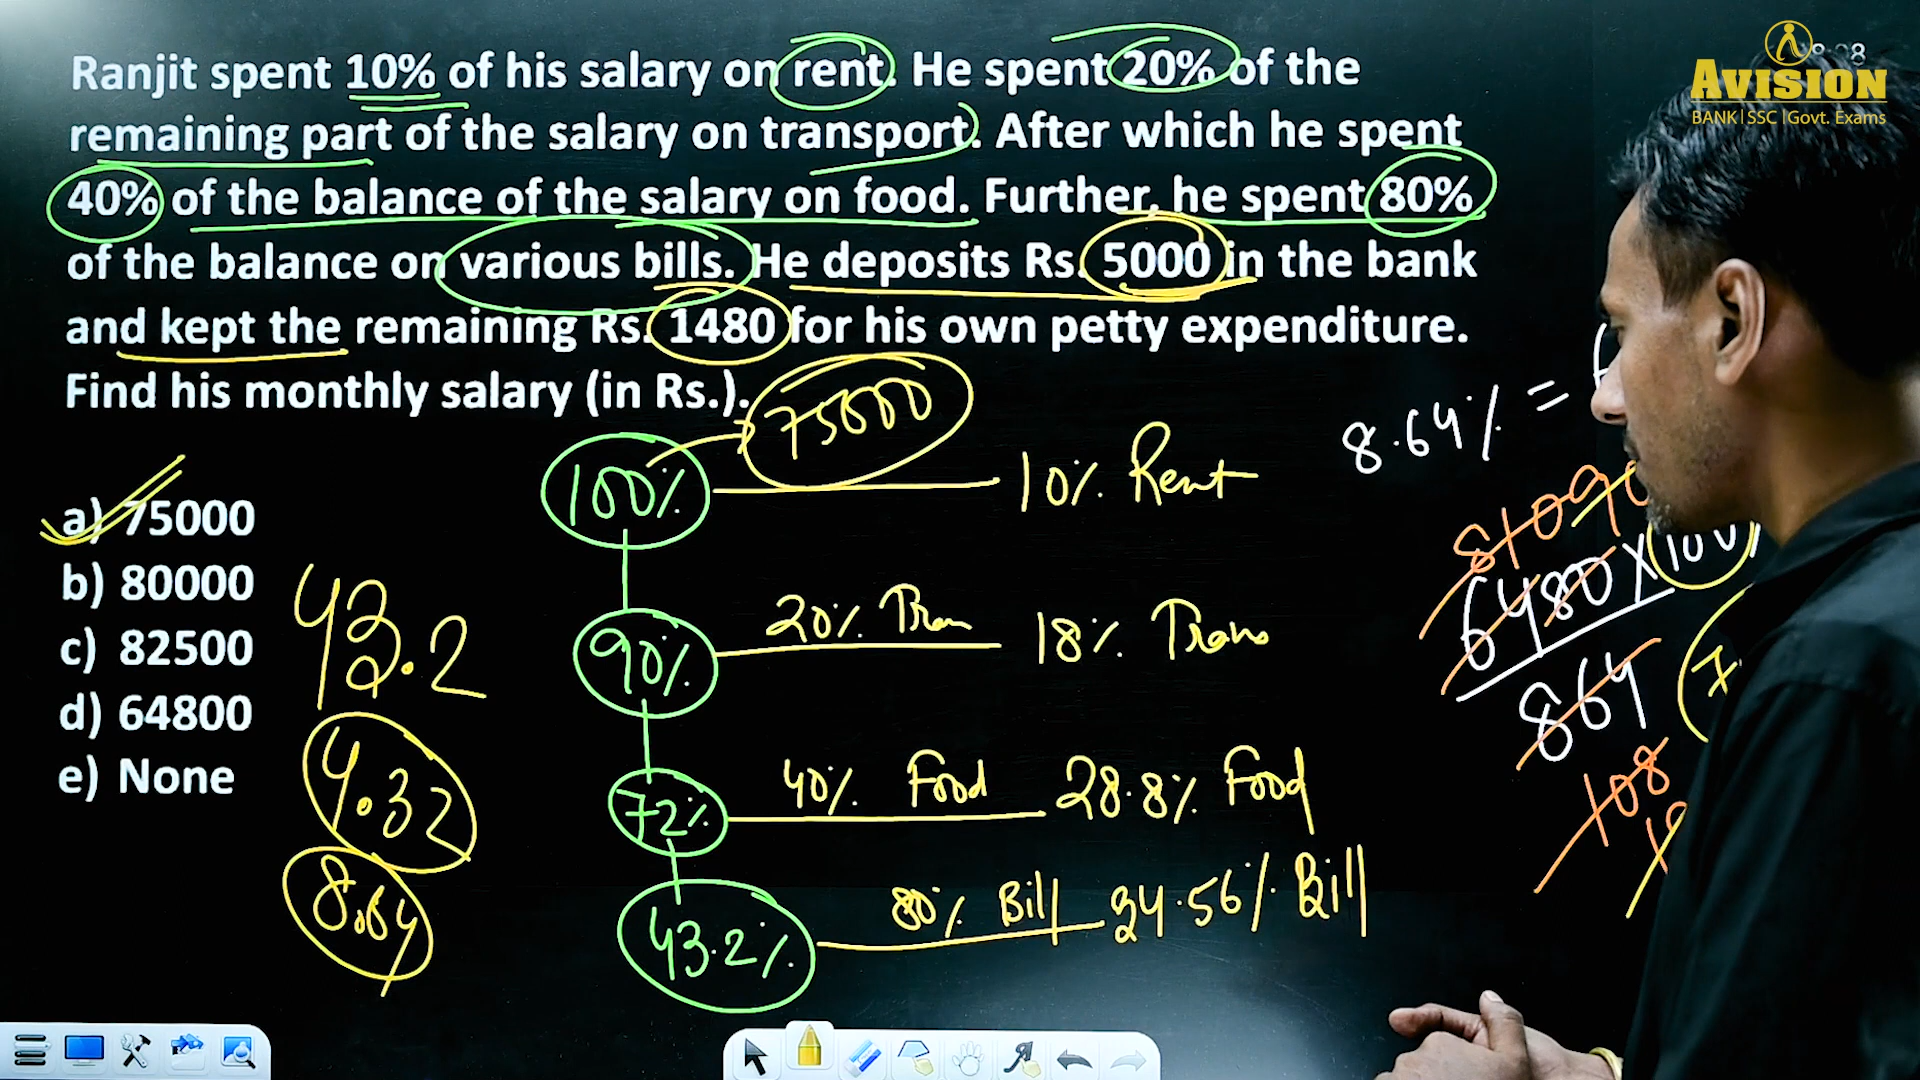 Ranjit spent 10% of his salary on rent. He spent 20% of the
remaining part of the salary on transport. After which he spent
40% of the balance of the salary on food. Further, he spent 80%
of the balance on various bills. He deposits Rs. 5000 in the bank
and kept the remaining Rs. 1480 for his own petty expenditure.
Find his monthly salary (in Rs.).
a) 75000
b) 80000
c) 82500
d) 64800
e) None
75000
100% 10% Rent
90% 20% Tran 18% Trans
72% 40% Food 28.8% Food
43.2% 80% Bill 34.56% Bill
43.2
4.32
8.64
8.64% =
6480 x 100
864
108
AVISION
BANK|SSC|Govt. Exams